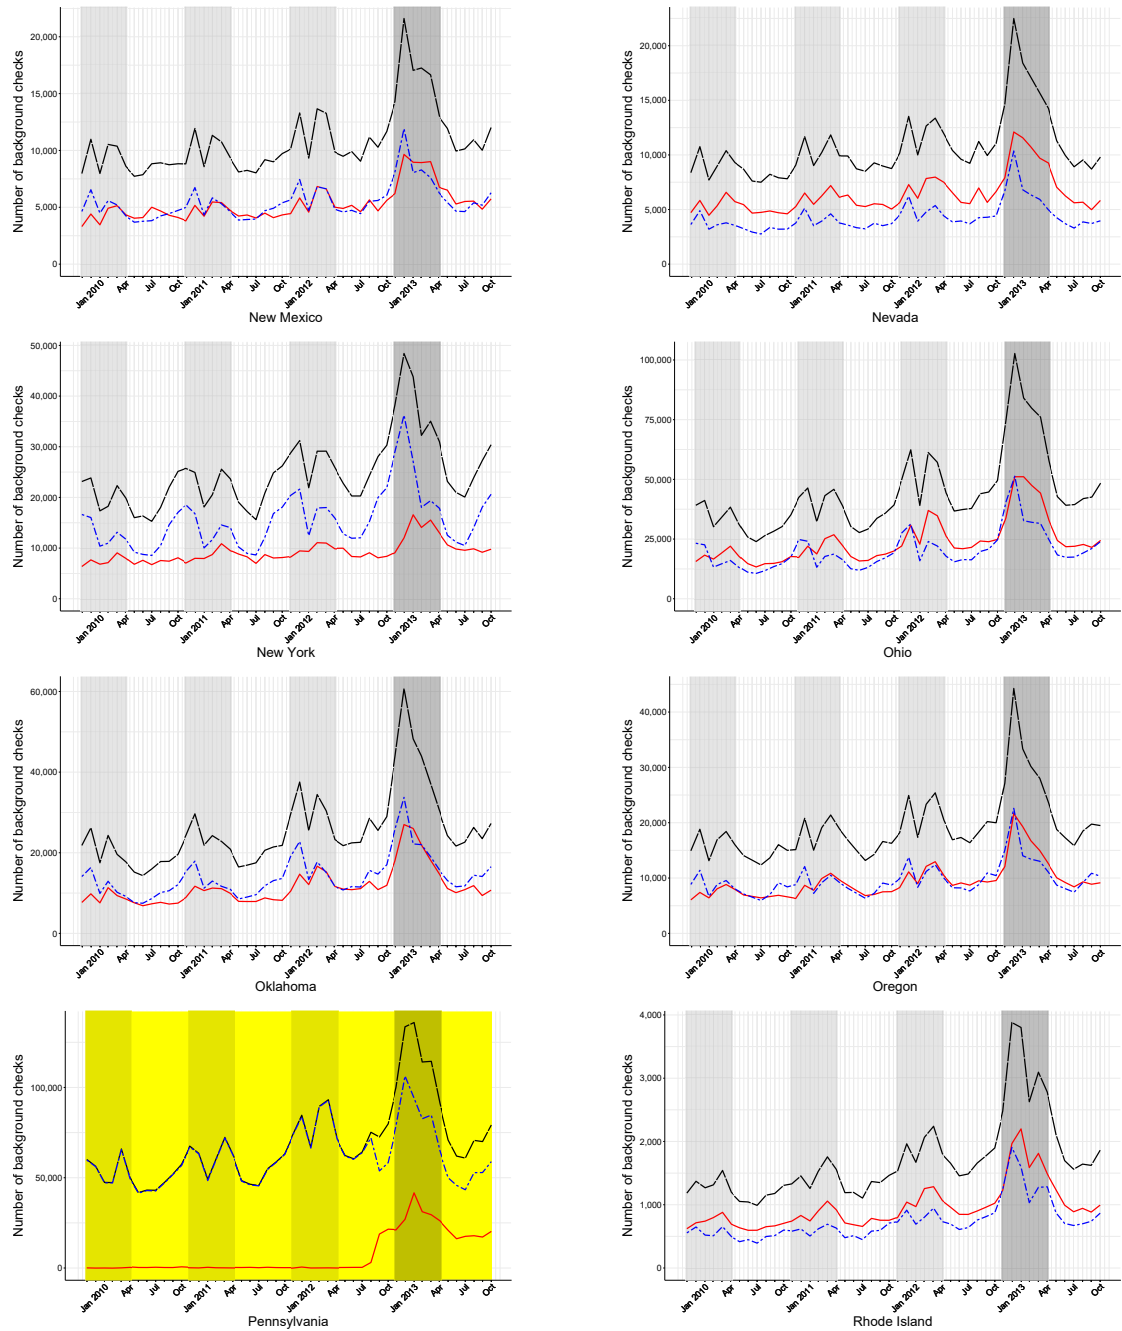 Number of background checks
20,000
15,000
10,000
5,000
0
Jan 2010 Apr Jul Oct Jan 2011 Apr Jul Oct Jan 2012 Apr Jul Oct Jan 2013 Apr Jul Oct
New Mexico
Number of background checks
20,000
15,000
10,000
5,000
0
Jan 2010 Apr Jul Oct Jan 2011 Apr Jul Oct Jan 2012 Apr Jul Oct Jan 2013 Apr Jul Oct
Nevada
Number of background checks
50,000
40,000
30,000
20,000
10,000
0
Jan 2010 Apr Jul Oct Jan 2011 Apr Jul Oct Jan 2012 Apr Jul Oct Jan 2013 Apr Jul Oct
New York
Number of background checks
100,000
75,000
50,000
25,000
0
Jan 2010 Apr Jul Oct Jan 2011 Apr Jul Oct Jan 2012 Apr Jul Oct Jan 2013 Apr Jul Oct
Ohio
Number of background checks
60,000
40,000
20,000
0
Jan 2010 Apr Jul Oct Jan 2011 Apr Jul Oct Jan 2012 Apr Jul Oct Jan 2013 Apr Jul Oct
Oklahoma
Number of background checks
40,000
30,000
20,000
10,000
0
Jan 2010 Apr Jul Oct Jan 2011 Apr Jul Oct Jan 2012 Apr Jul Oct Jan 2013 Apr Jul Oct
Oregon
Number of background checks
100,000
50,000
0
Jan 2010 Apr Jul Oct Jan 2011 Apr Jul Oct Jan 2012 Apr Jul Oct Jan 2013 Apr Jul Oct
Pennsylvania
Number of background checks
4,000
3,000
2,000
1,000
0
Jan 2010 Apr Jul Oct Jan 2011 Apr Jul Oct Jan 2012 Apr Jul Oct Jan 2013 Apr Jul Oct
Rhode Island